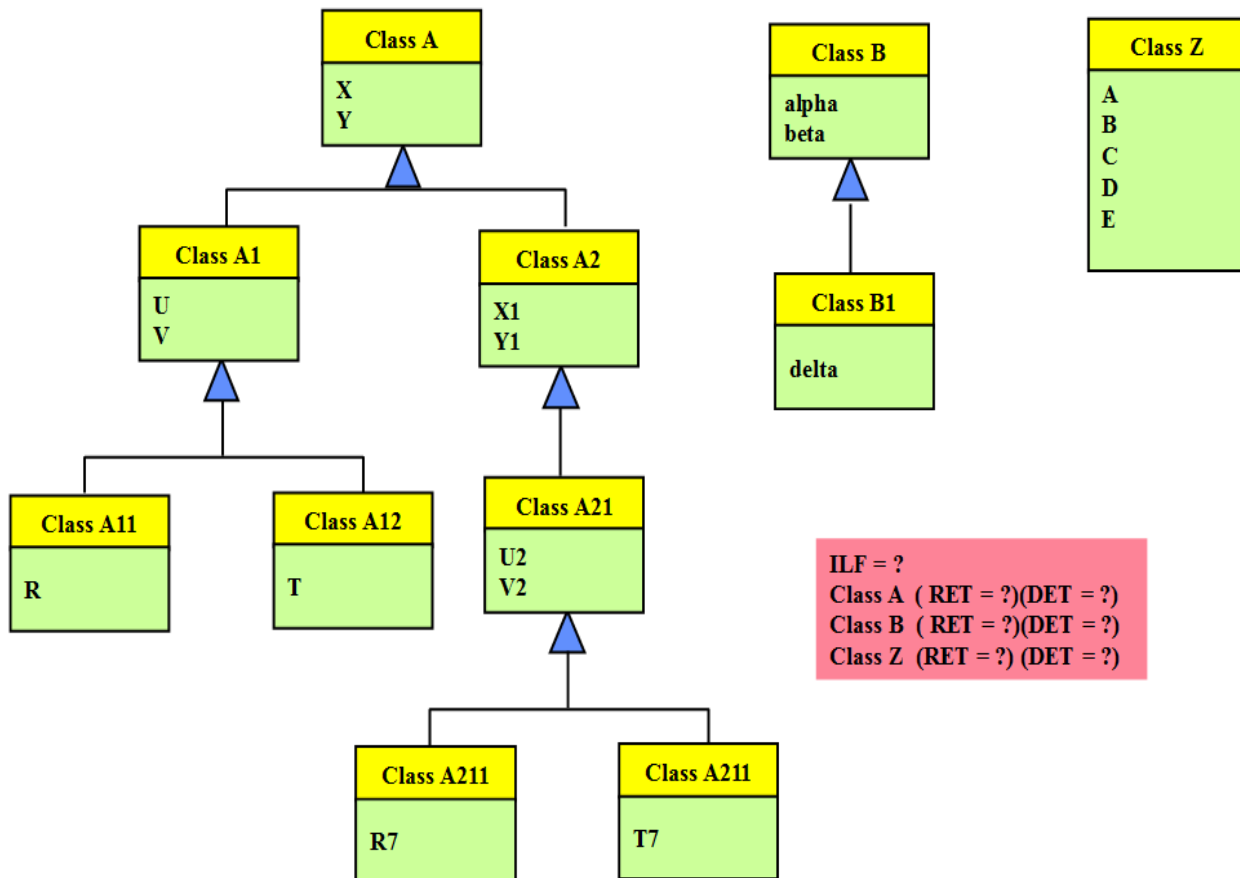 Class A
X
Y
Class B
alpha
beta
Class Z
A
B
C
D
E
Class A1
U
V
Class A2
X1
Y1
Class B1
delta
Class A11
R
Class A12
T
Class A21
U2
V2
ILF = ?
Class A ( RET = ?)(DET = ?)
Class B ( RET = ?)(DET = ?)
Class Z (RET = ?) (DET = ?)
Class A211
R7
Class A211
T7